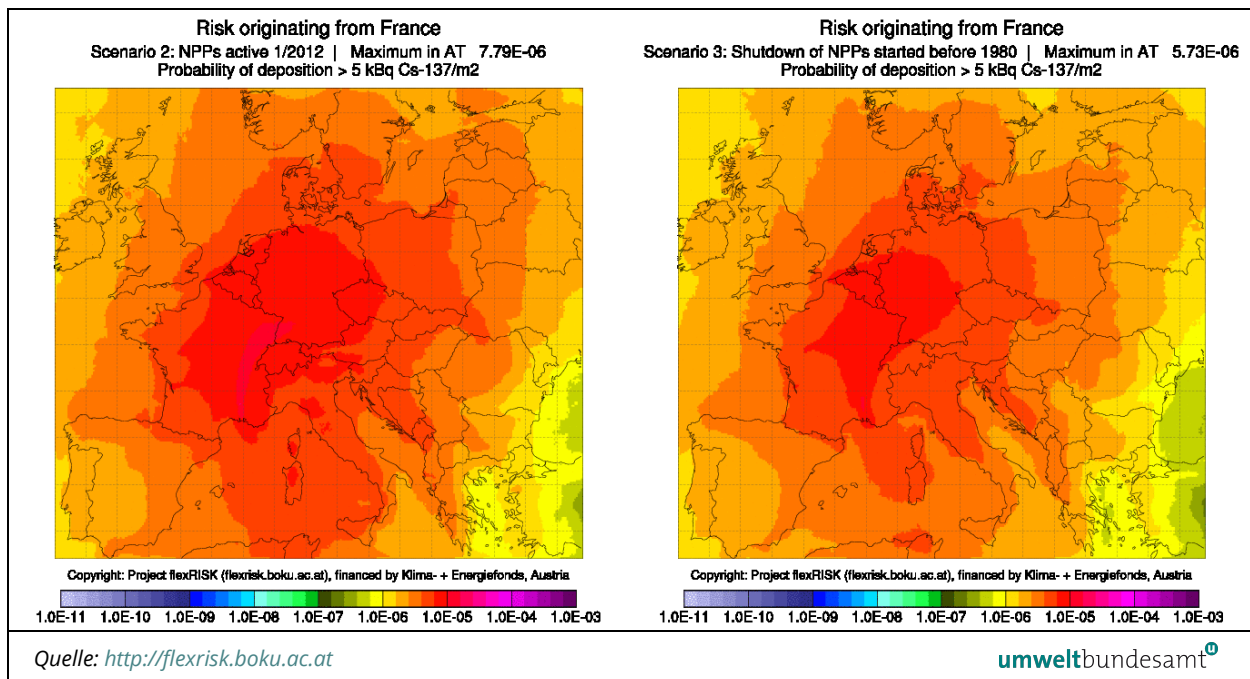 Risk originating from France
Scenario 2: NPPs active 1/2012 | Maximum in AT 7.79E-06
Probability of deposition > 5 kBq Cs-137/m2
Copyright: Project flexRISK (flexrisk.boku.ac.at), financed by Klima- + Energiefonds, Austria
1.0E-11 1.0E-10 1.0E-09 1.0E-08 1.0E-07 1.0E-06 1.0E-05 1.0E-04 1.0E-03
Risk originating from France
Scenario 3: Shutdown of NPPs started before 1980 | Maximum in AT 5.73E-06
Probability of deposition > 5 kBq Cs-137/m2
Copyright: Project flexRISK (flexrisk.boku.ac.at), financed by Klima- + Energiefonds, Austria
1.0E-11 1.0E-10 1.0E-09 1.0E-08 1.0E-07 1.0E-06 1.0E-05 1.0E-04 1.0E-03
Quelle: http://flexrisk.boku.ac.at
umweltbundesamt u